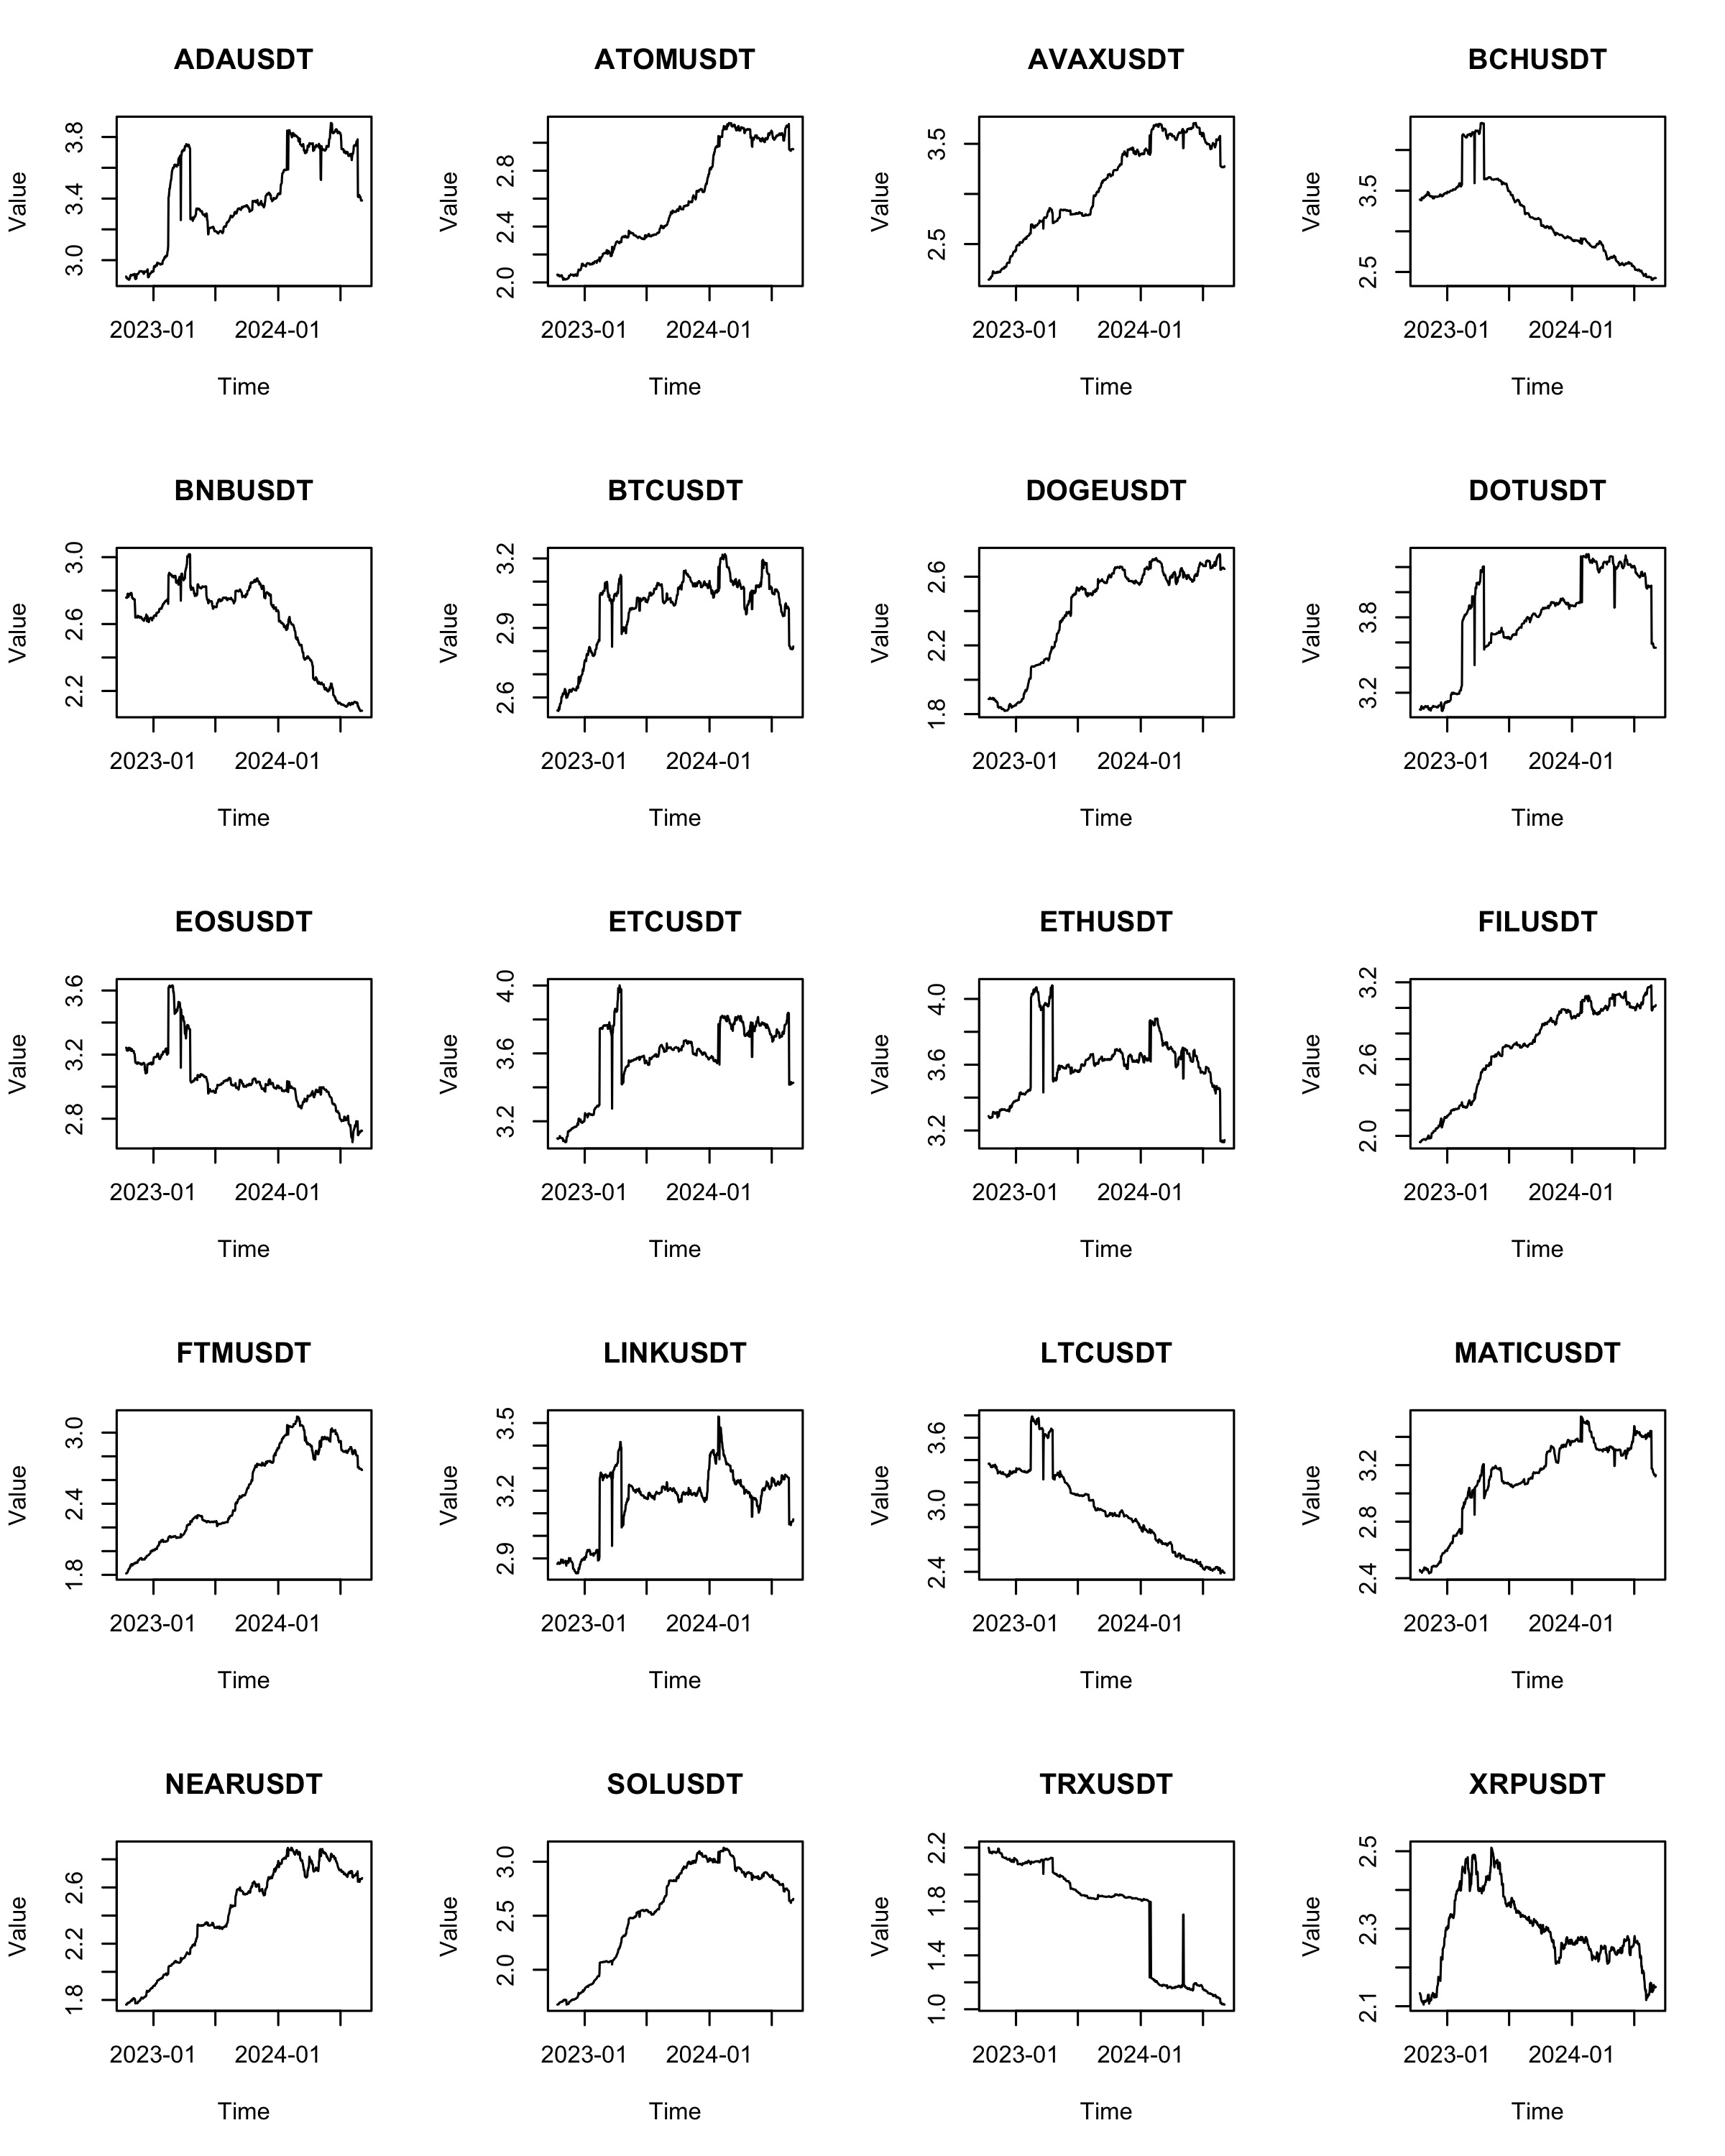 ADAUSDT
Value
3.0 3.4 3.8
2023-01 2024-01
Time
ATOMUSDT
Value
2.0 2.4 2.8
2023-01 2024-01
Time
AVAXUSDT
Value
2.5 3.5
2023-01 2024-01
Time
BCHUSDT
Value
2.5 3.5
2023-01 2024-01
Time
BNBUSDT
Value
2.2 2.6 3.0
2023-01 2024-01
Time
BTCUSDT
Value
2.6 2.9 3.2
2023-01 2024-01
Time
DOGEUSDT
Value
1.8 2.2 2.6
2023-01 2024-01
Time
DOTUSDT
Value
3.2 3.8
2023-01 2024-01
Time
EOSUSDT
Value
2.8 3.2 3.6
2023-01 2024-01
Time
ETCUSDT
Value
3.2 3.6 4.0
2023-01 2024-01
Time
ETHUSDT
Value
3.2 3.6 4.0
2023-01 2024-01
Time
FILUSDT
Value
2.0 2.6 3.2
2023-01 2024-01
Time
FTMUSDT
Value
1.8 2.4 3.0
2023-01 2024-01
Time
LINKUSDT
Value
2.9 3.2 3.5
2023-01 2024-01
Time
LTCUSDT
Value
2.4 3.0 3.6
2023-01 2024-01
Time
MATICUSDT
Value
2.4 2.8 3.2
2023-01 2024-01
Time
NEARUSDT
Value
1.8 2.2 2.6
2023-01 2024-01
Time
SOLUSDT
Value
2.0 2.5 3.0
2023-01 2024-01
Time
TRXUSDT
Value
1.0 1.4 1.8 2.2
2023-01 2024-01
Time
XRPUSDT
Value
2.1 2.3 2.5
2023-01 2024-01
Time